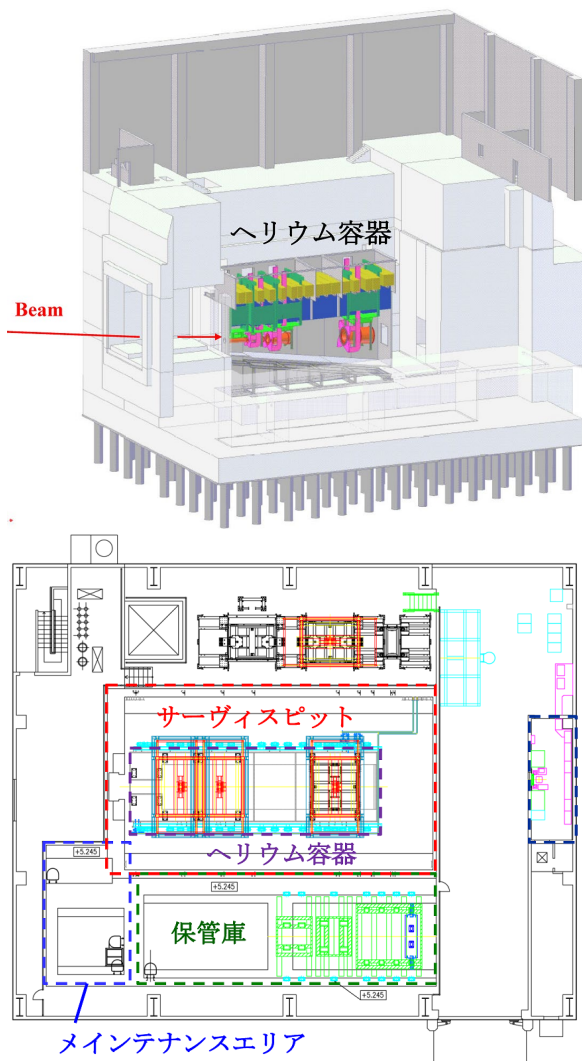 ヘリウム容器
Beam
サーヴィスピット
ヘリウム容器
+5.245
+5.245
保管庫
+5.245
メインテナンスエリア